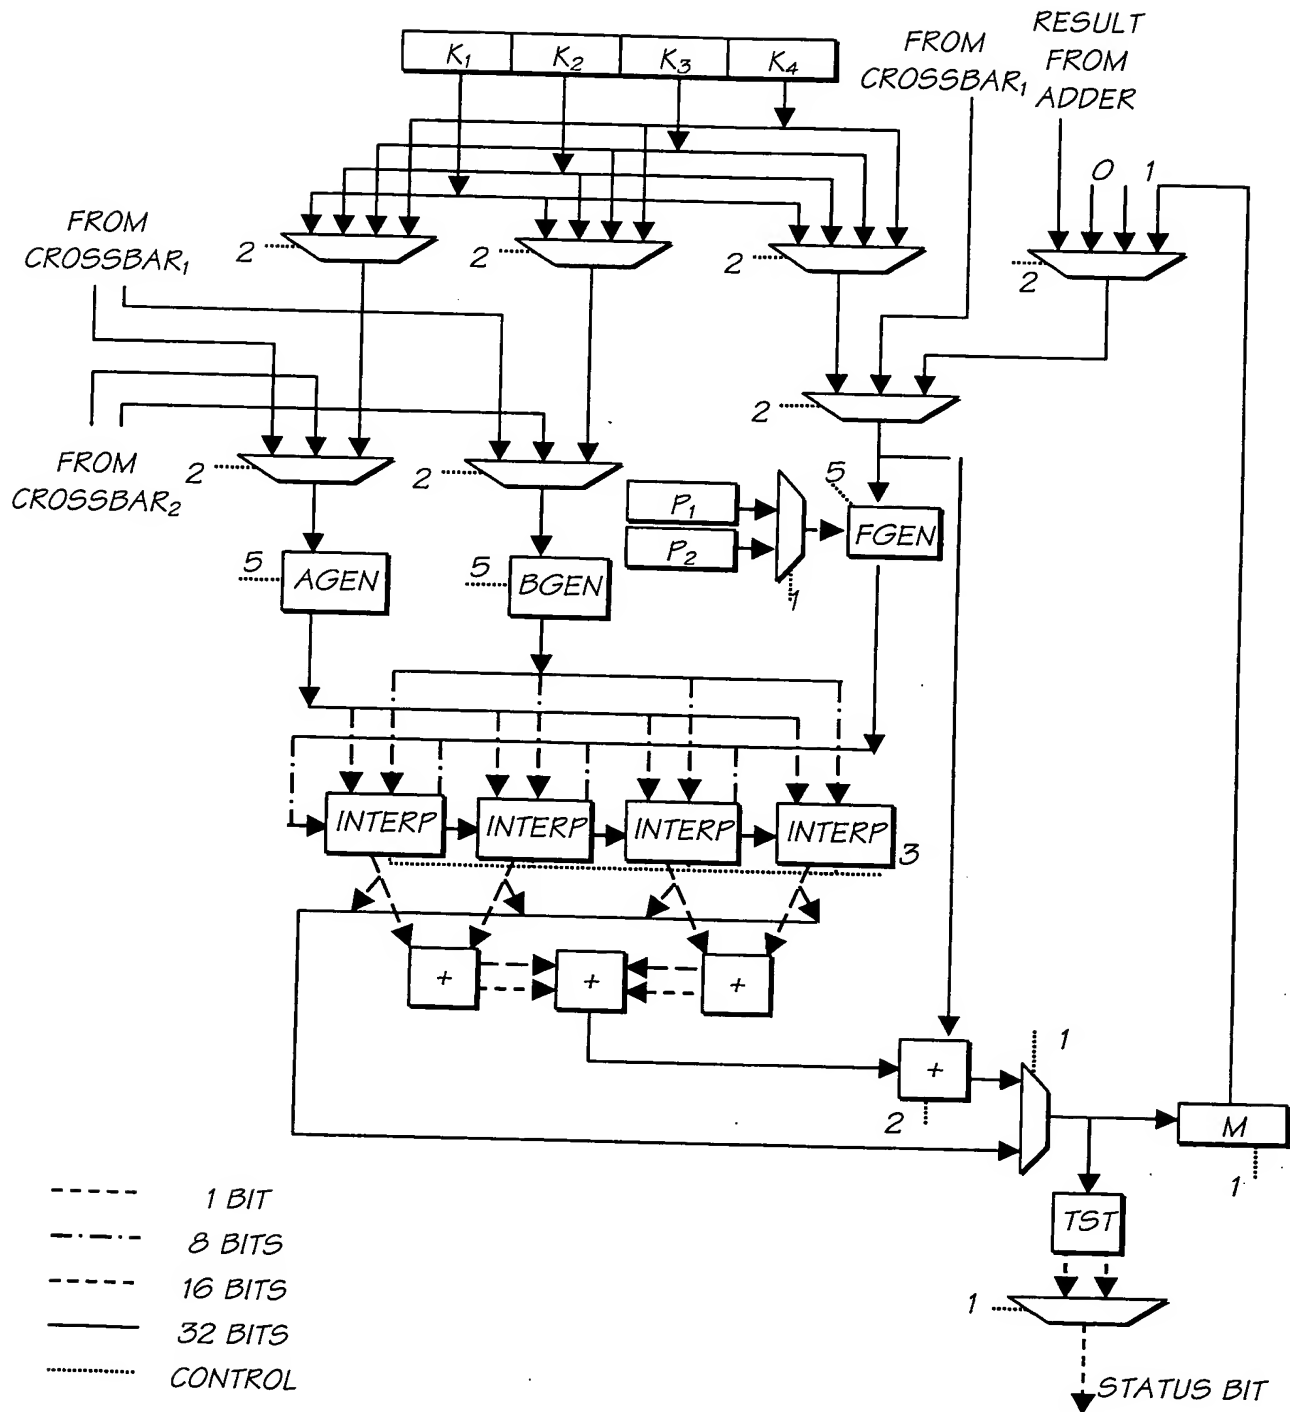 K1 K2 K3 K4
FROM
CROSSBAR1
RESULT
FROM
ADDER
0 1
FROM
CROSSBAR1
2
2
2
2
2
FROM
CROSSBAR2
2
2
P1
P2
1
5
FGEN
5
AGEN
5
BGEN
INTERP INTERP INTERP INTERP
3
+ + +
+
2
1
M
1
TST
1
STATUS BIT
1 BIT
8 BITS
16 BITS
32 BITS
CONTROL